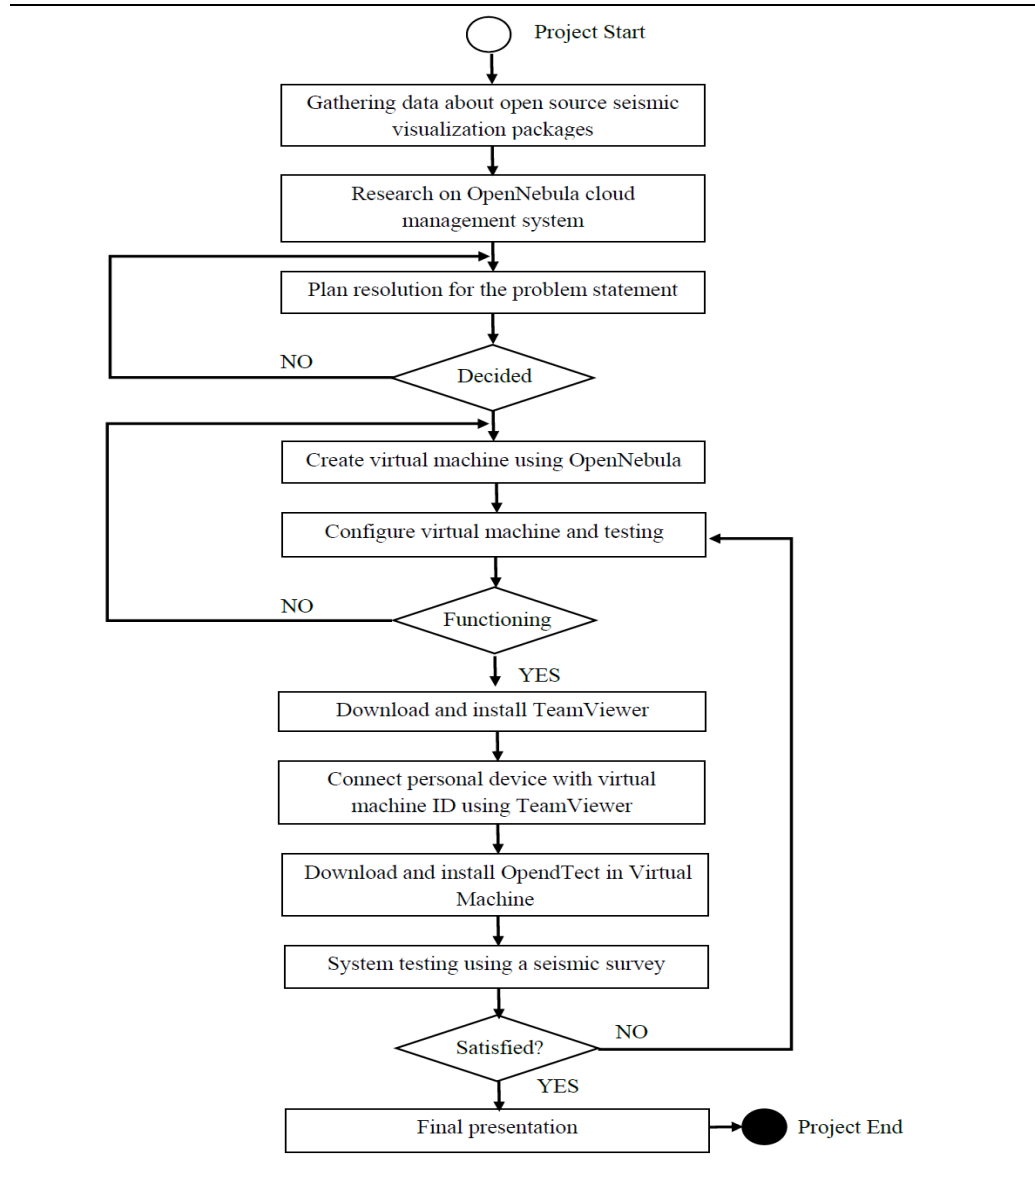 Project Start
Gathering data about open source seismic
visualization packages
Research on OpenNebula cloud
management system
Plan resolution for the problem statement
NO
Decided
Create virtual machine using OpenNebula
Configure virtual machine and testing
NO
Functioning
YES
Download and install TeamViewer
Connect personal device with virtual
machine ID using TeamViewer
Download and install OpendTect in Virtual
Machine
System testing using a seismic survey
NO
Satisfied?
YES
Final presentation
Project End